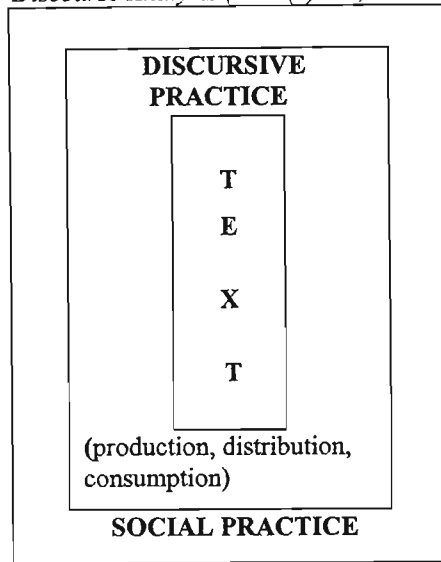 DISCURSIVE
PRACTICE
T
E
X
T
(production, distribution,
consumption)
SOCIAL PRACTICE